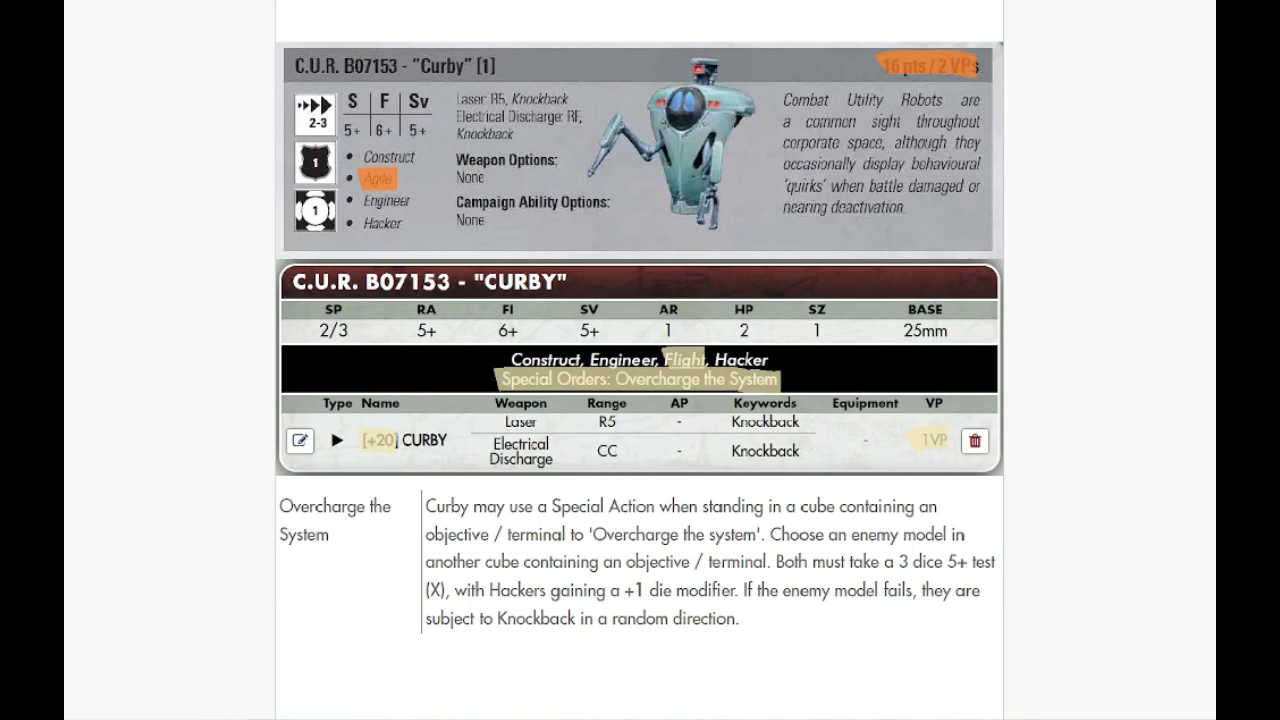 C.U.R. B07153 - "Curby" [1]
16 pts / 2 VPs
2-3
S F Sv
5+ 6+ 5+
1
1
• Construct
• Agile
• Engineer
• Hacker
Laser: R5, Knockback
Electrical Discharge: RF,
Knockback
Weapon Options:
None
Campaign Ability Options:
None
Combat Utility Robots are
a common sight throughout
corporate space, although they
occasionally display behavioural
'quirks' when battle damaged or
nearing deactivation.
C.U.R. B07153 - "CURBY"
SP RA FI SV AR HP SZ BASE
2/3 5+ 6+ 5+ 1 2 1 25mm
Construct, Engineer, Flight, Hacker
Special Orders: Overcharge the System
Type Name Weapon Range AP Keywords Equipment VP
Laser R5 - Knockback
[+20] CURBY - 1VP
Electrical Discharge CC - Knockback
Overcharge the
System
Curby may use a Special Action when standing in a cube containing an
objective / terminal to 'Overcharge the system'. Choose an enemy model in
another cube containing an objective / terminal. Both must take a 3 dice 5+ test
(X), with Hackers gaining a +1 die modifier. If the enemy model fails, they are
subject to Knockback in a random direction.